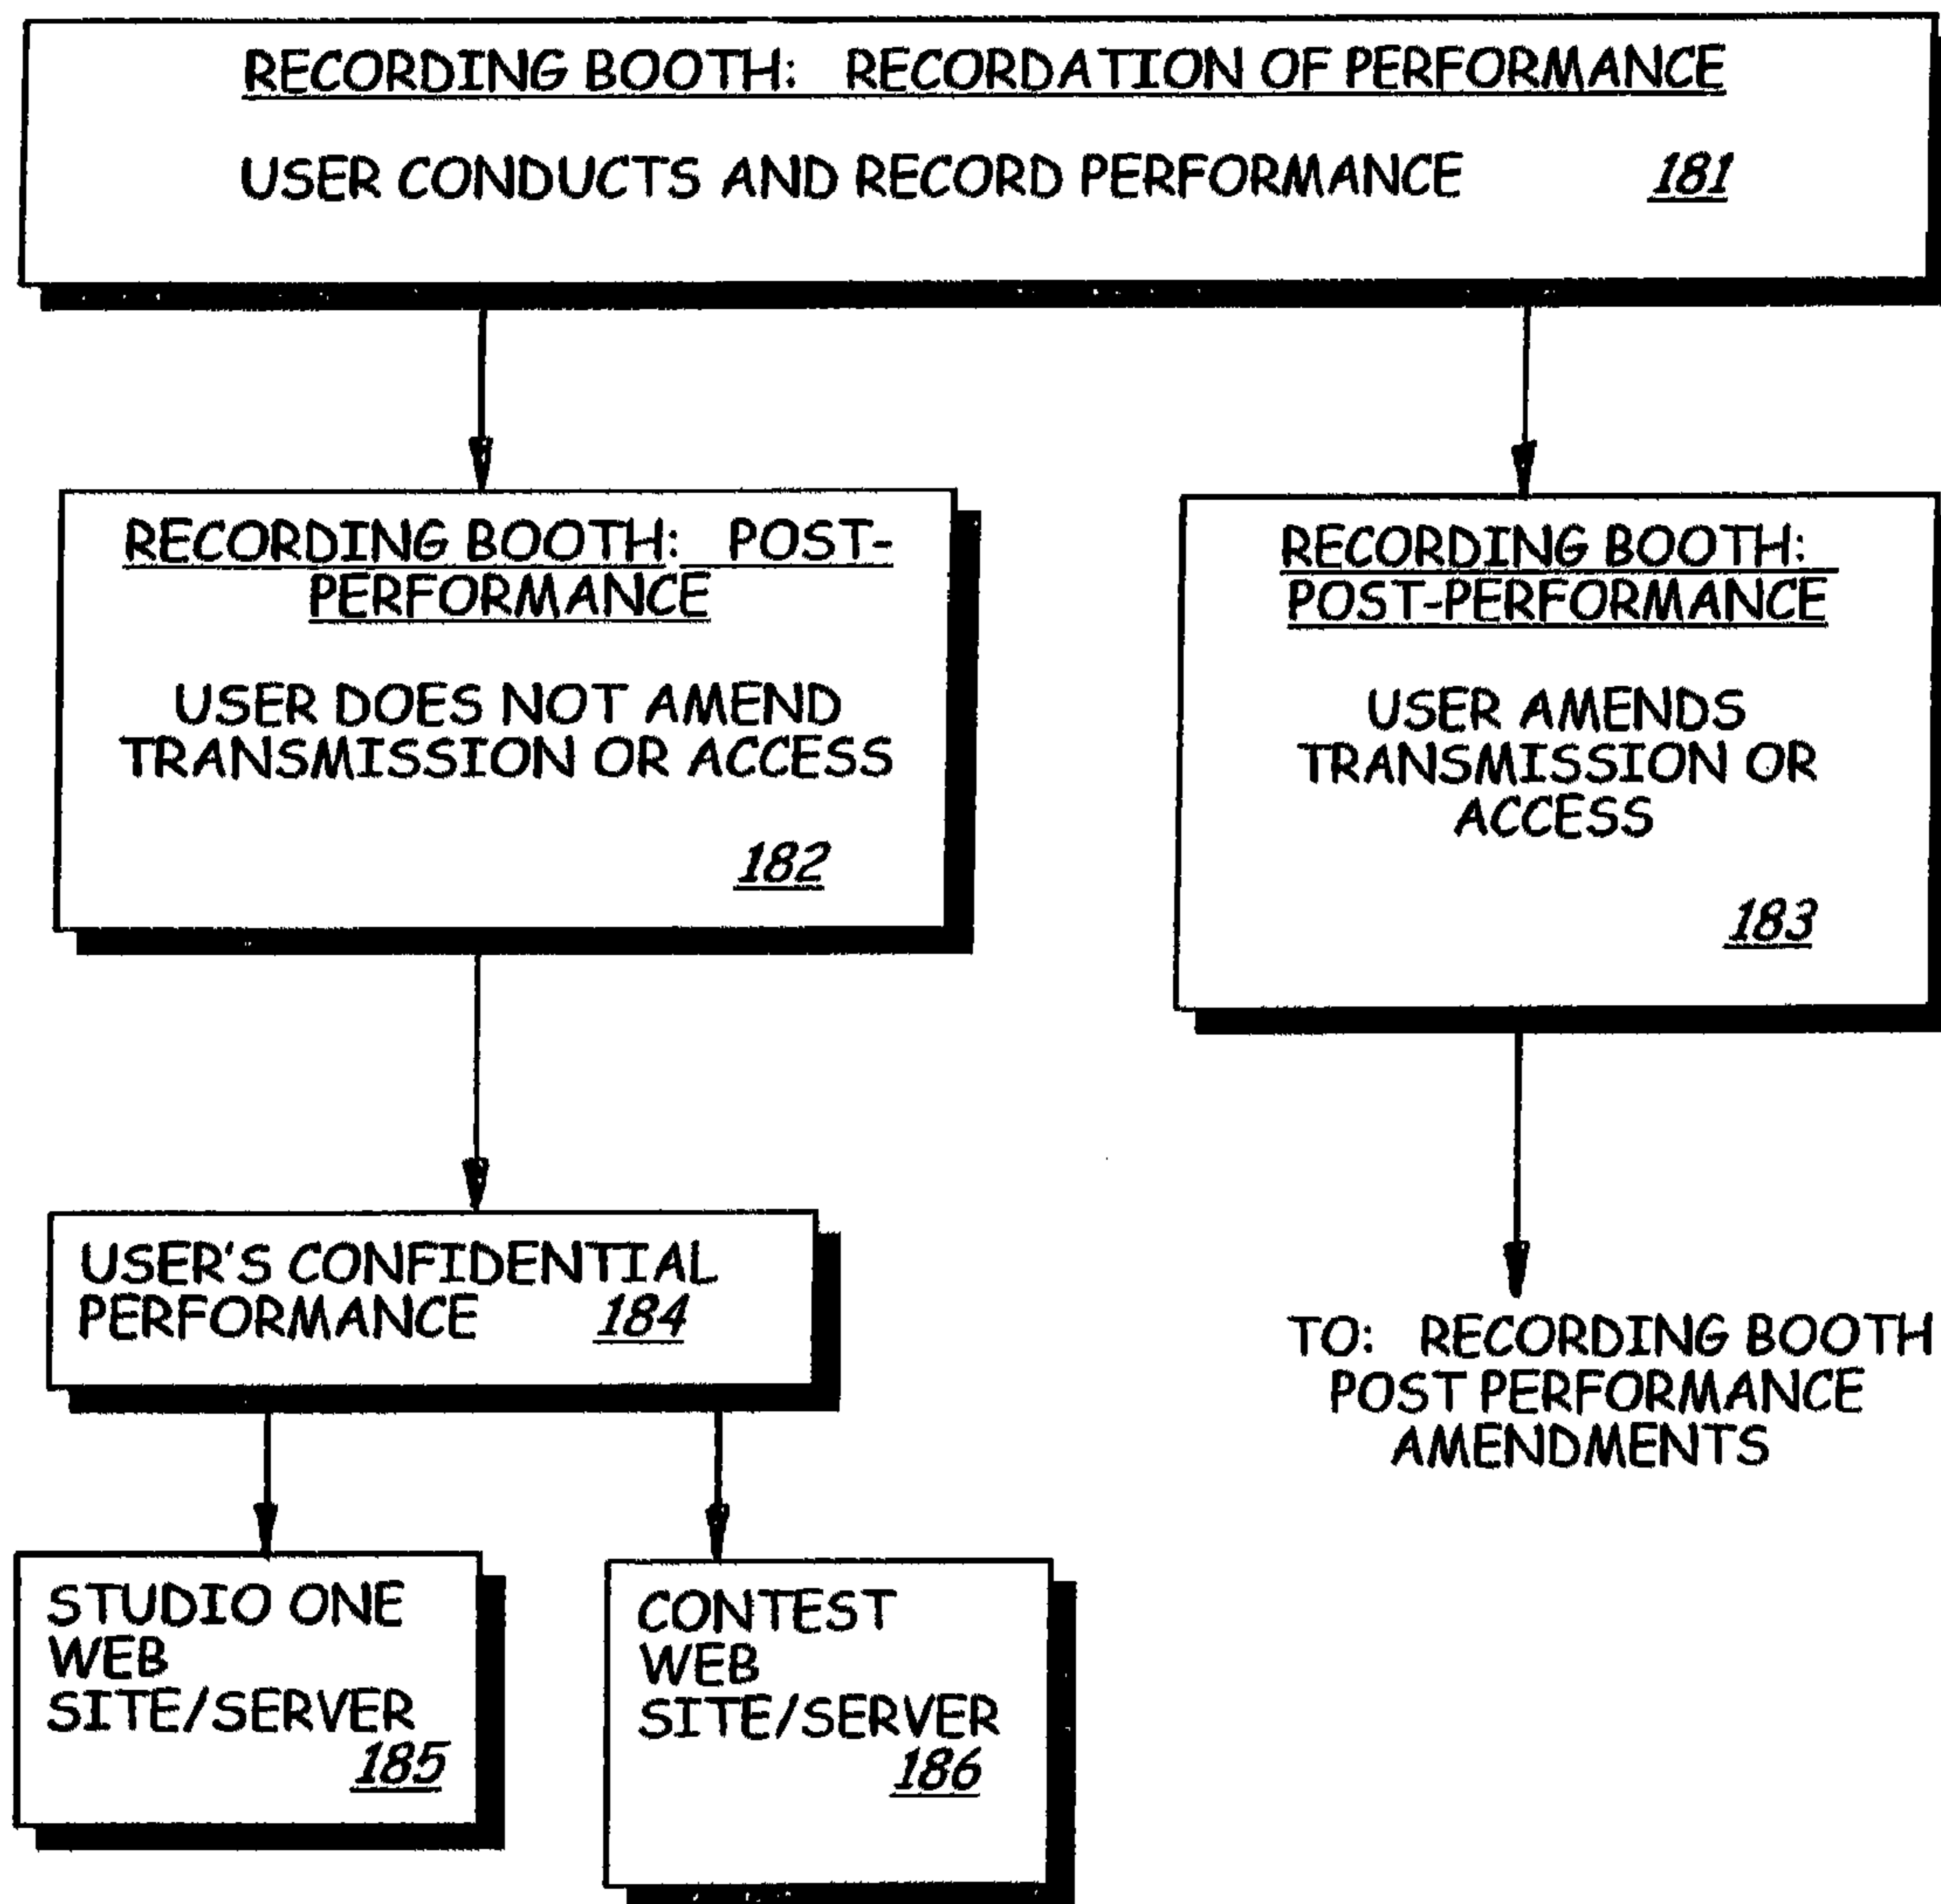 RECORDING BOOTH: RECORDATION OF PERFORMANCE
USER CONDUCTS AND RECORD PERFORMANCE 181
RECORDING BOOTH: POST-
PERFORMANCE
USER DOES NOT AMEND
TRANSMISSION OR ACCESS
182
RECORDING BOOTH:
POST-PERFORMANCE
USER AMENDS
TRANSMISSION OR
ACCESS
183
USER'S CONFIDENTIAL
PERFORMANCE 184
TO: RECORDING BOOTH
POST PERFORMANCE
AMENDMENTS
STUDIO ONE
WEB
SITE/SERVER
185
CONTEST
WEB
SITE/SERVER
186